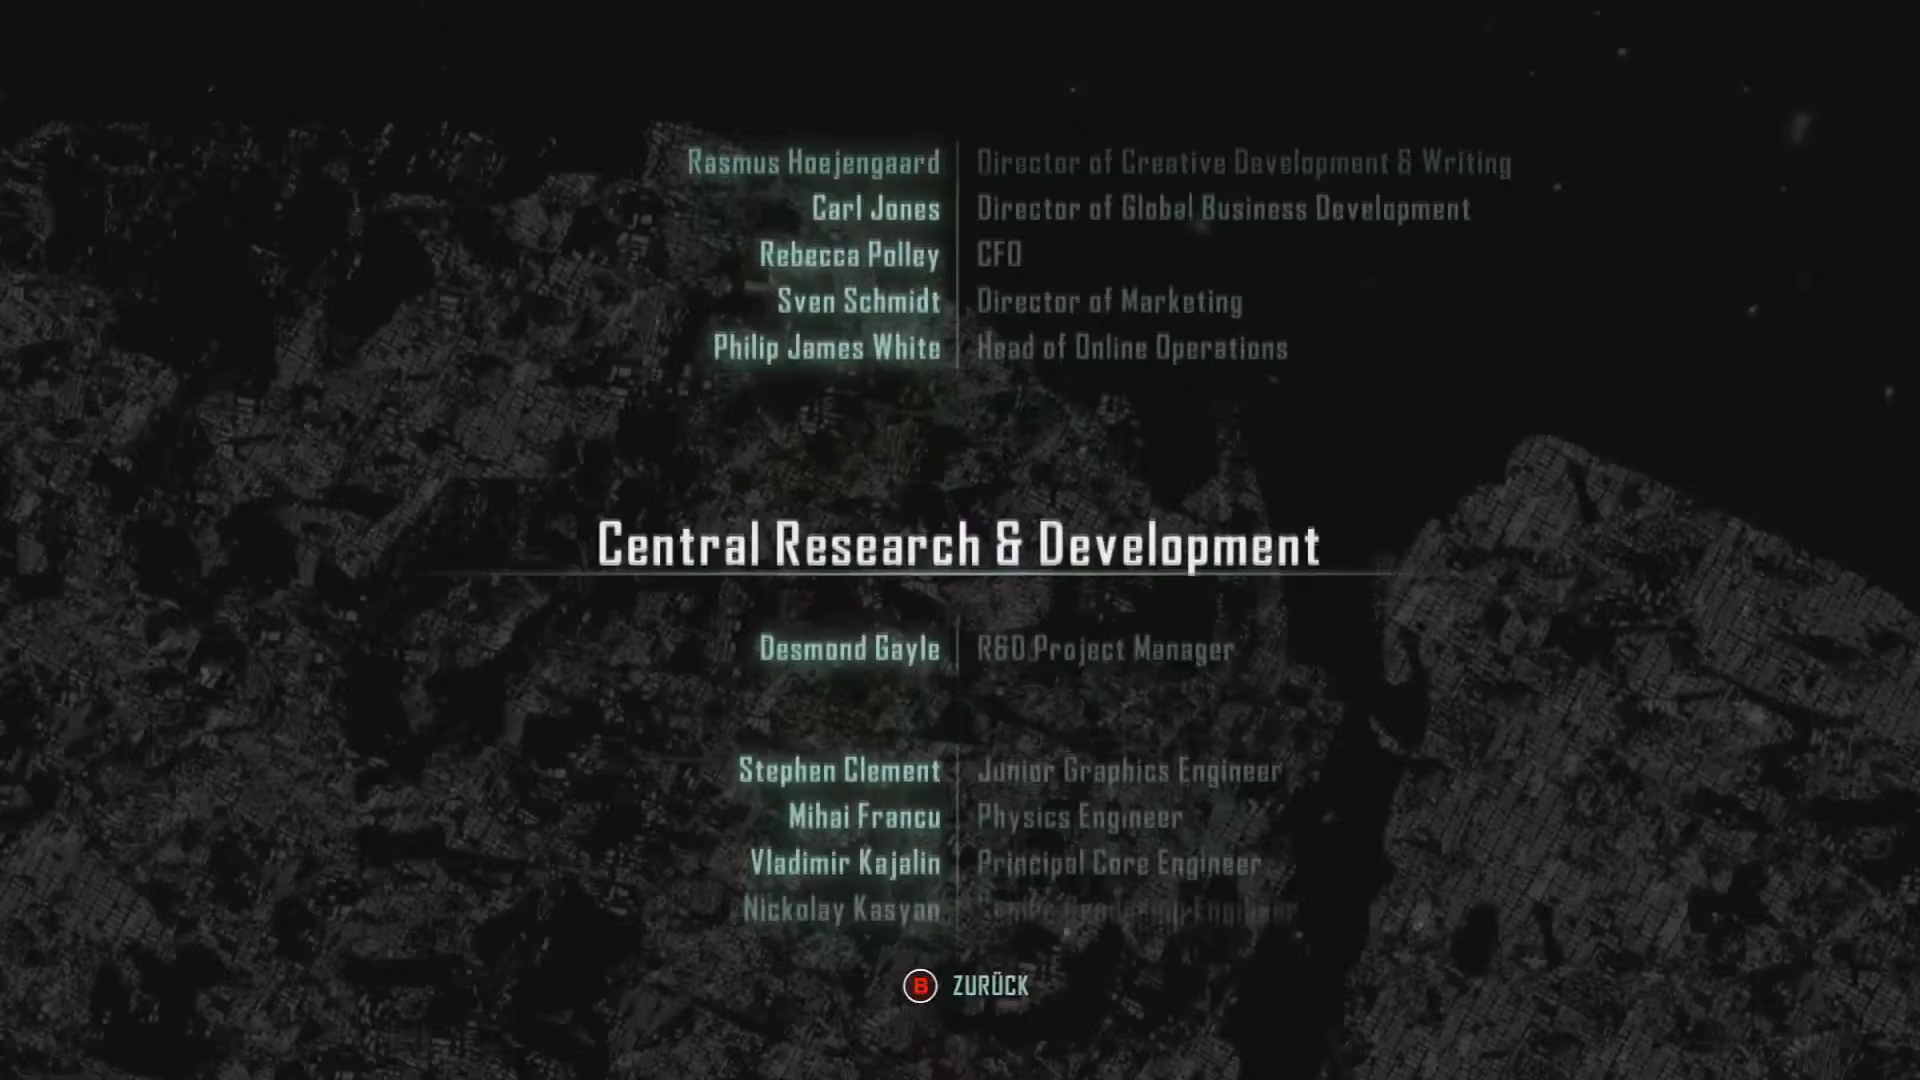 Rasmus Hoejengaard Director of Creative Development & Writing
Carl Jones Director of Global Business Development
Rebecca Polley CFO
Sven Schmidt Director of Marketing
Philip James White Head of Online Operations
Central Research & Development
Desmond Gayle R&D Project Manager
Stephen Clement Junior Graphics Engineer
Mihai Francu Physics Engineer
Vladimir Kajalin Principal Core Engineer
Nickolay Kasyan Engineer
B ZURÜCK